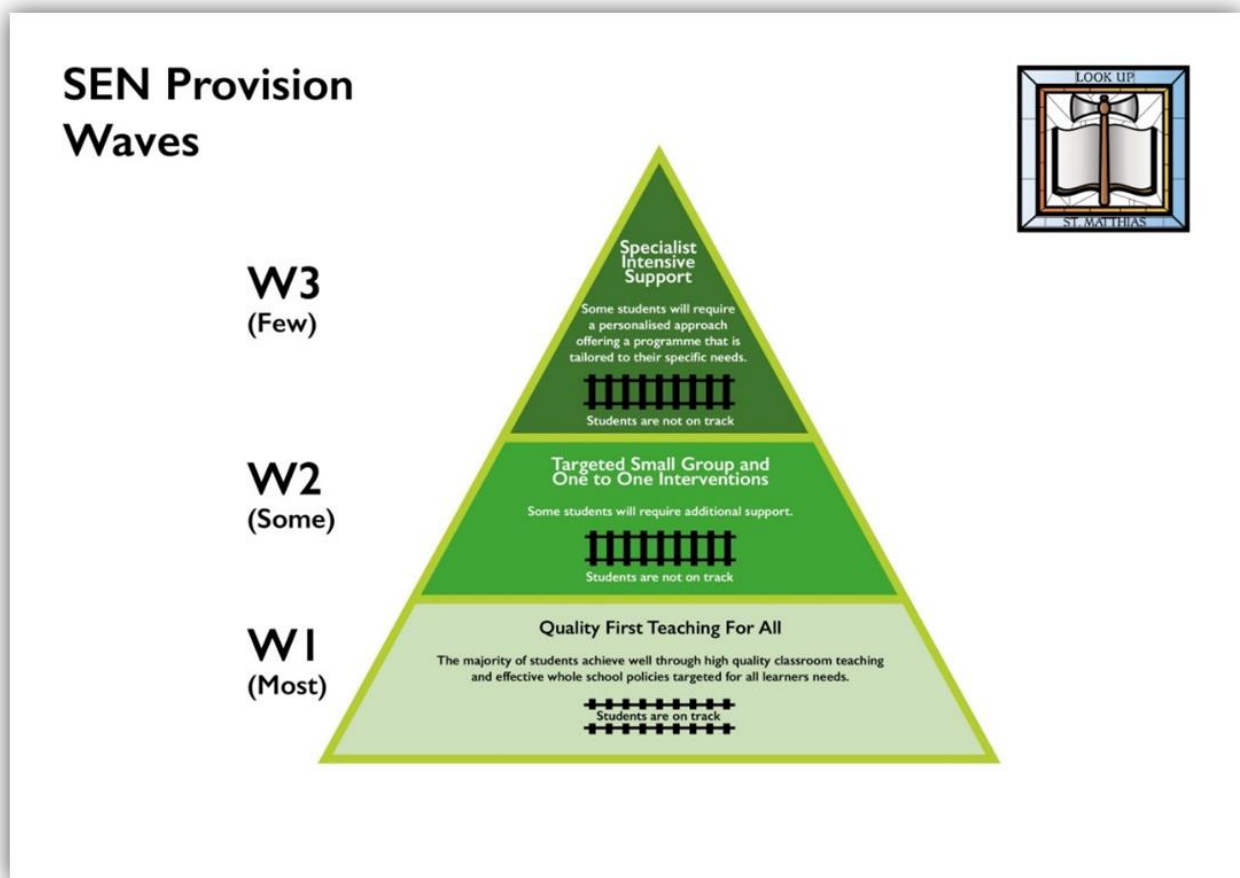 SEN Provision
Waves
LOOK UP
ST. MATTHIAS
W3
(Few)
Specialist
Intensive
Support
Some students will require
a personalised approach
offering a programme that is
tailored to their specific needs.
Students are not on track
W2
(Some)
Targeted Small Group and
One to One Interventions
Some students will require additional support.
Students are not on track
W1
(Most)
Quality First Teaching For All
The majority of students achieve well through high quality classroom teaching
and effective whole school policies targeted for all learners needs.
Students are on track